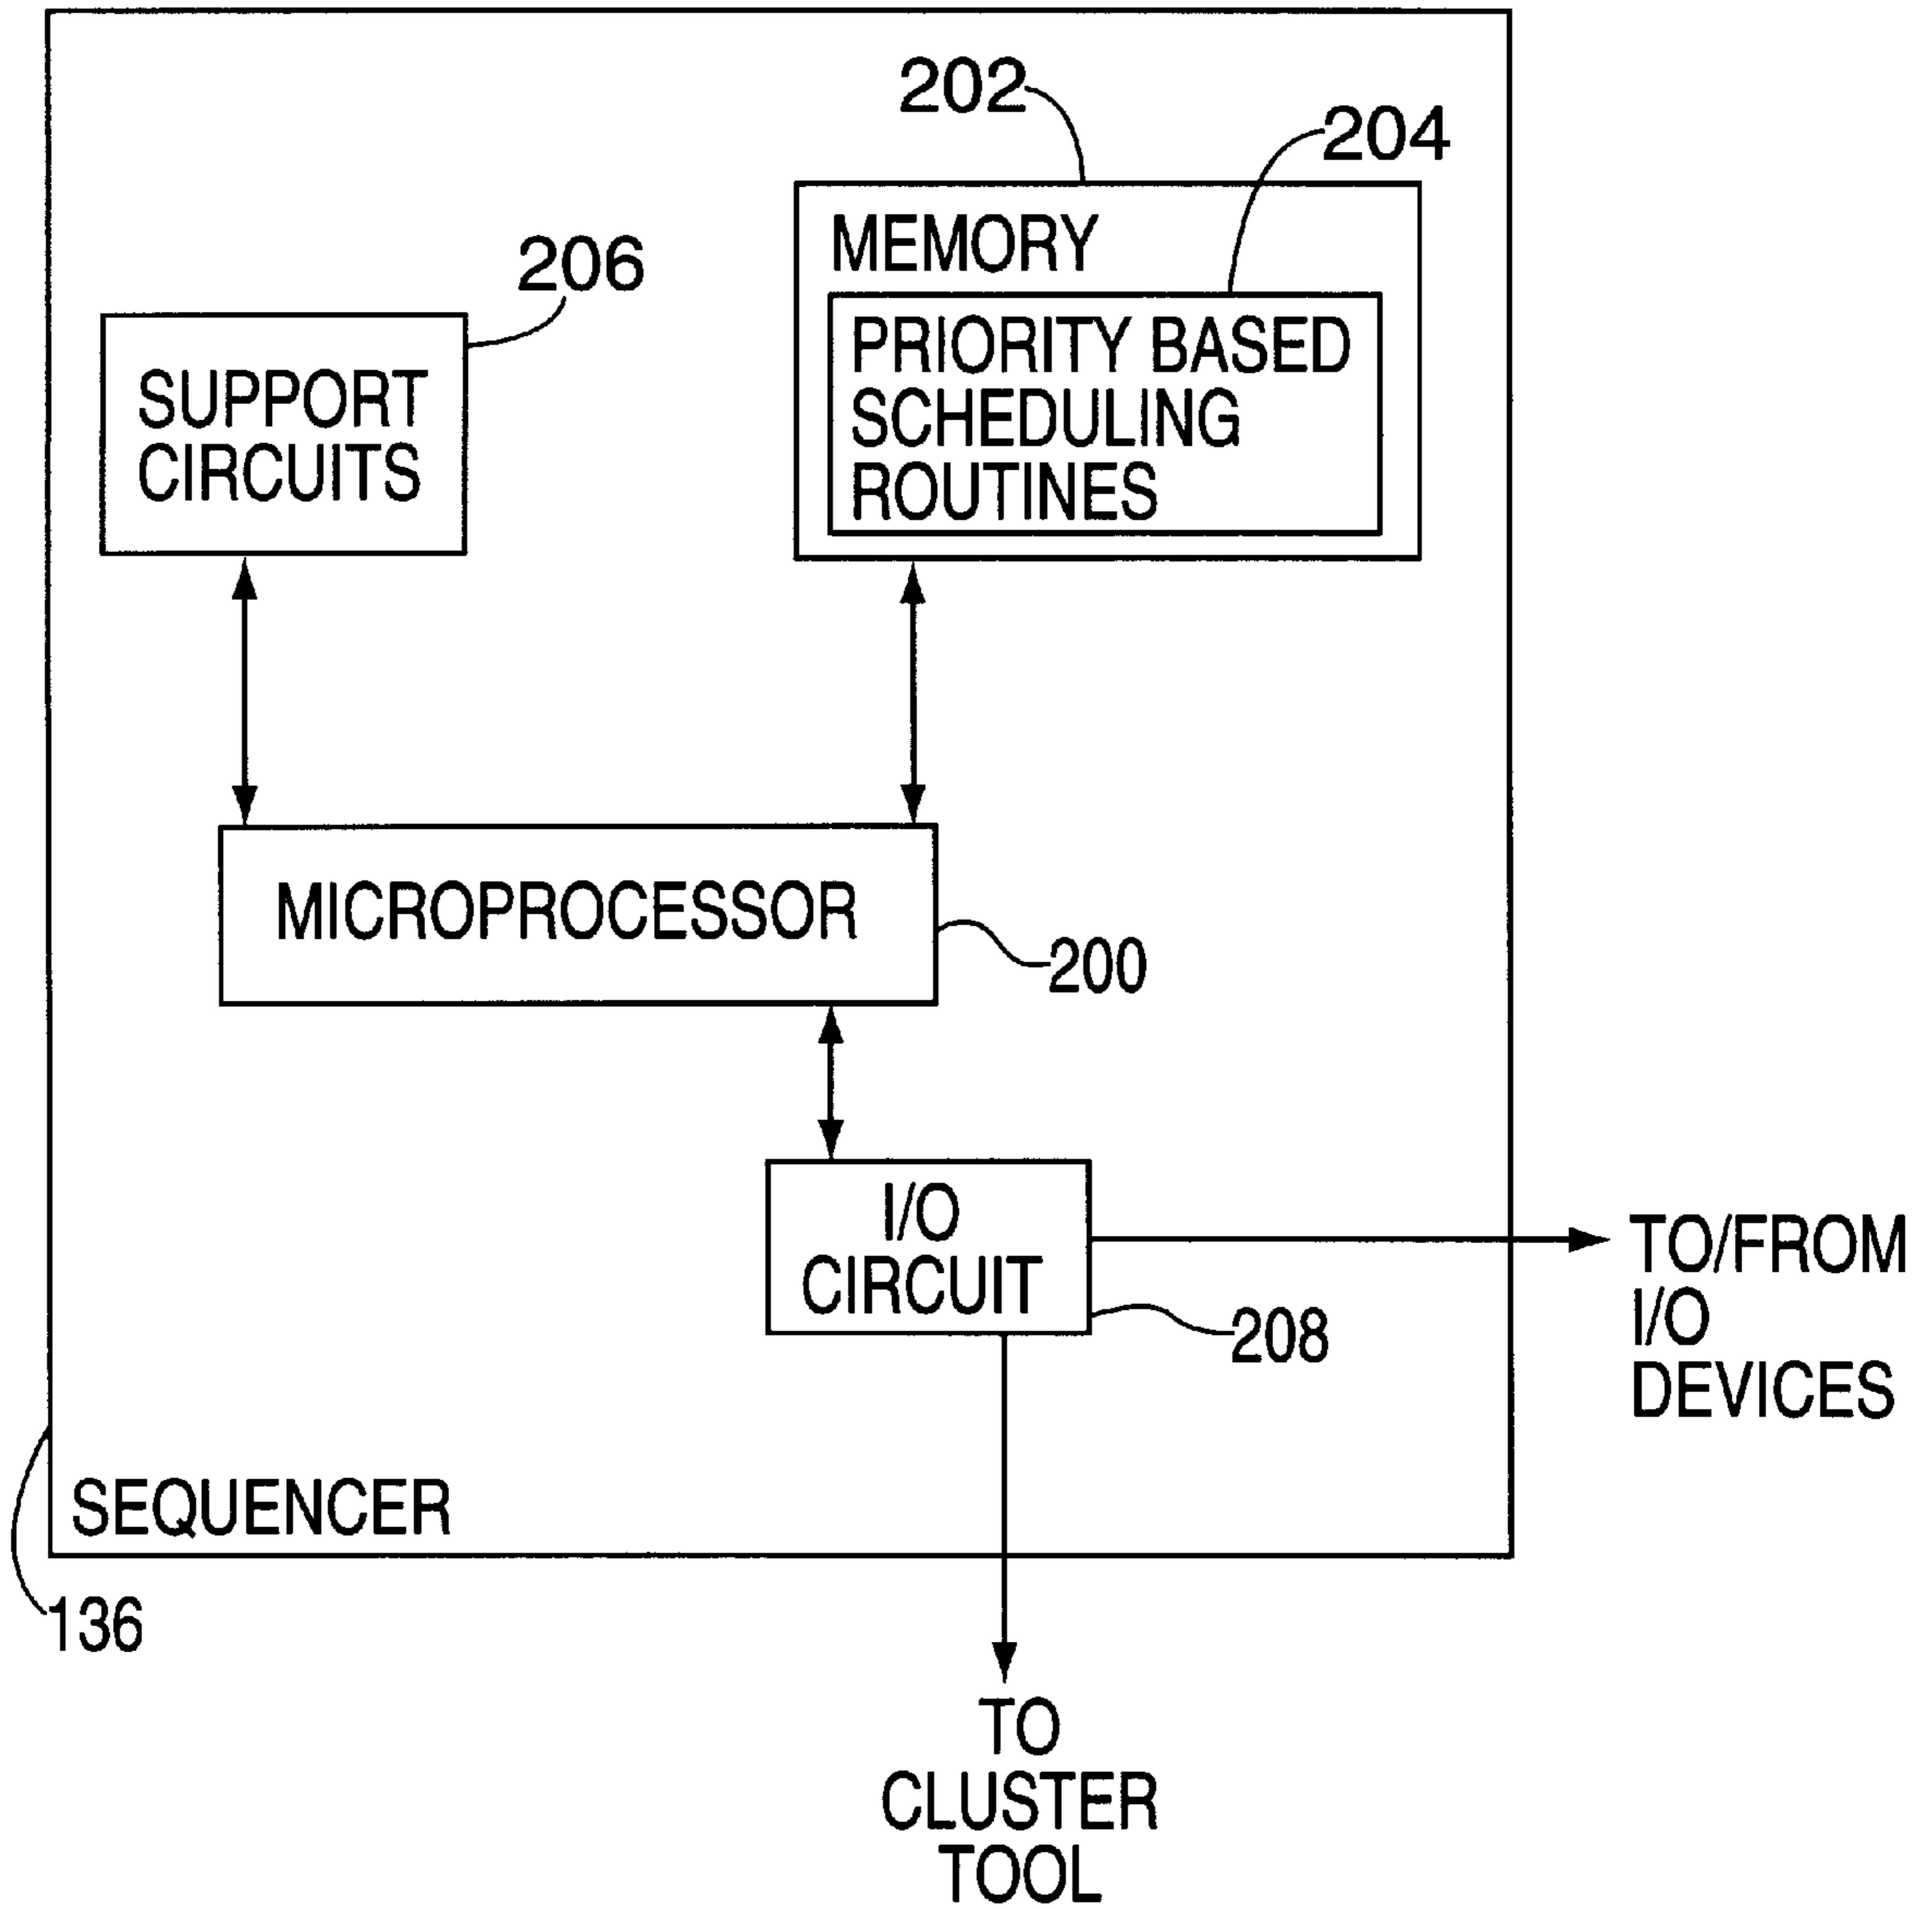 202
204
MEMORY
206
PRIORITY BASED
SCHEDULING
ROUTINES
SUPPORT
CIRCUITS
MICROPROCESSOR
200
I/O
CIRCUIT
208
TO/FROM
I/O
DEVICES
SEQUENCER
136
TO
CLUSTER
TOOL